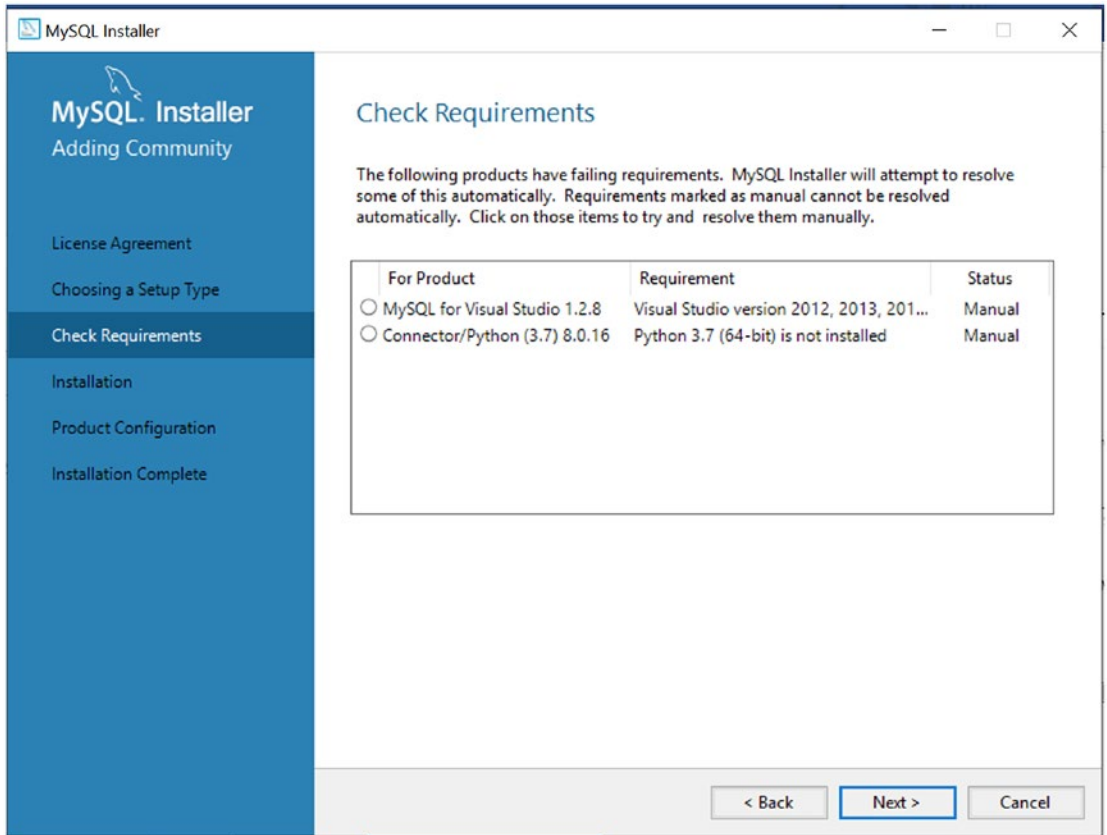 MySQL Installer
MySQL. Installer
Adding Community
License Agreement
Choosing a Setup Type
Check Requirements
Installation
Product Configuration
Installation Complete
Check Requirements
The following products have failing requirements. MySQL Installer will attempt to resolve
some of this automatically. Requirements marked as manual cannot be resolved
automatically. Click on those items to try and resolve them manually.
For Product Requirement Status
MySQL for Visual Studio 1.2.8 Visual Studio version 2012, 2013, 201... Manual
Connector/Python (3.7) 8.0.16 Python 3.7 (64-bit) is not installed Manual
< Back Next > Cancel